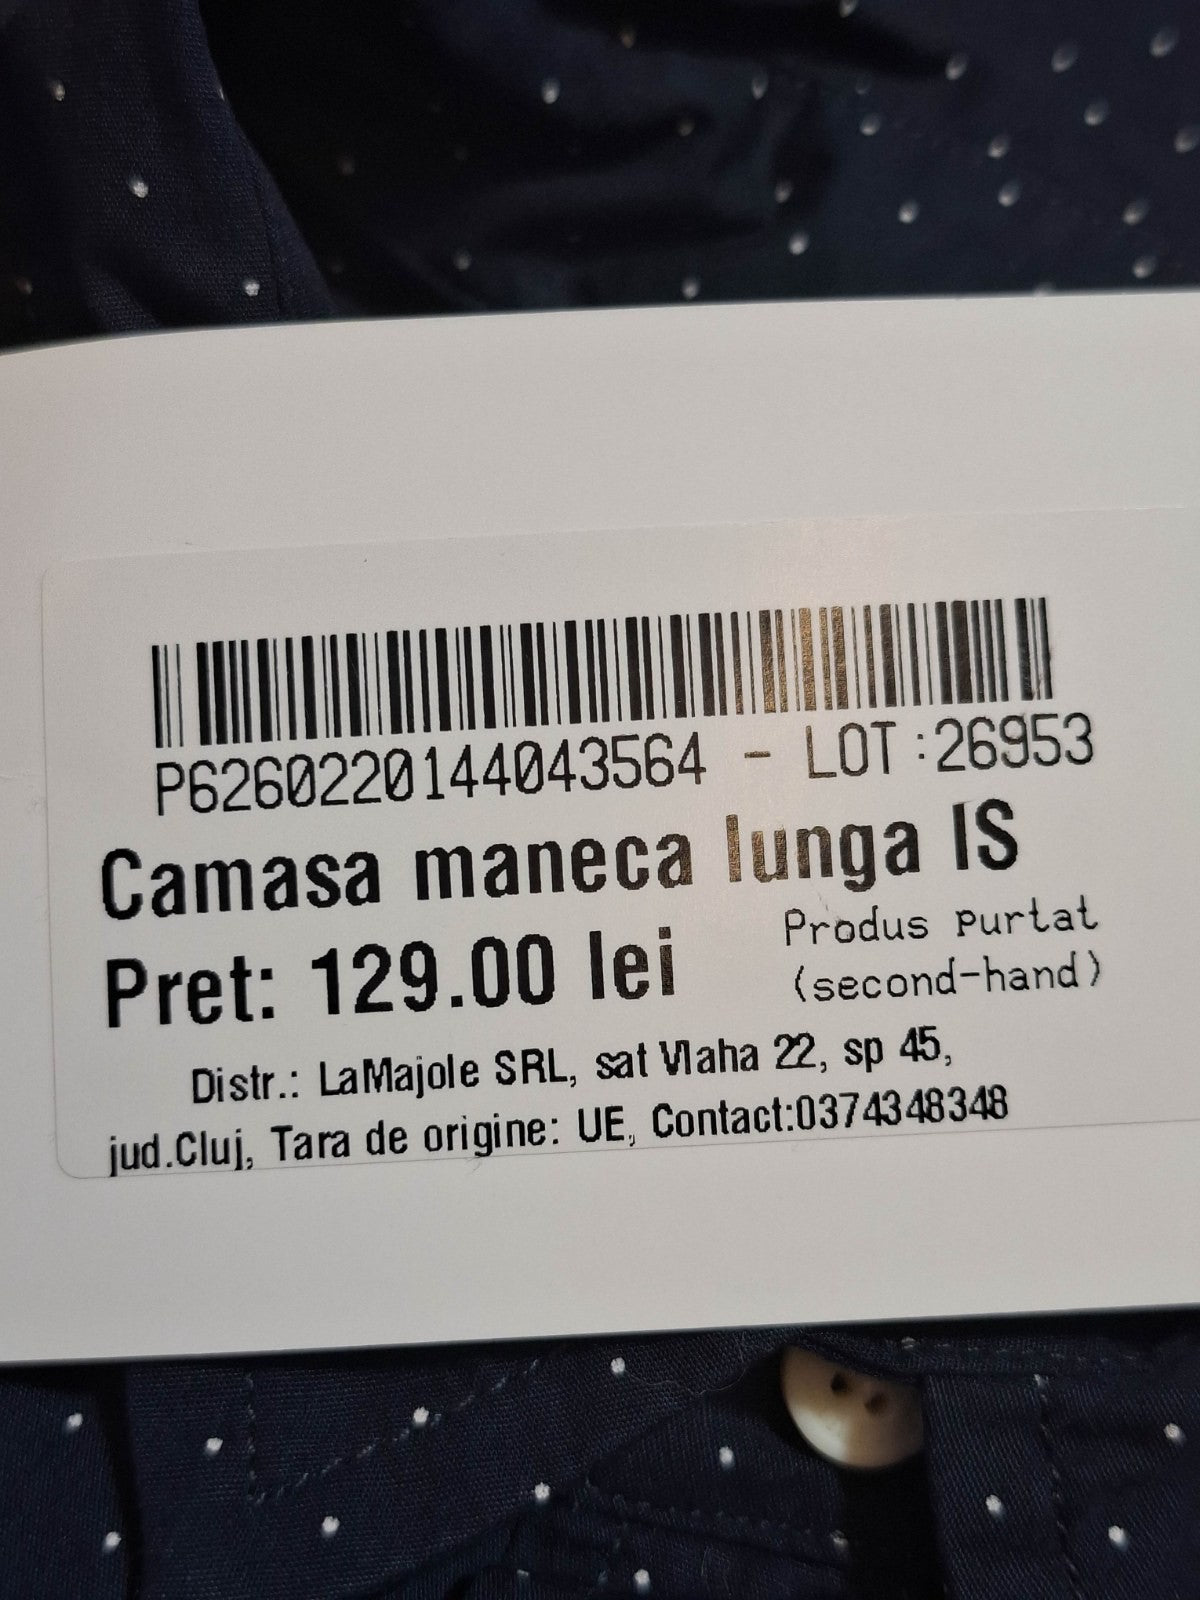 P6260220144043564 - LOT:26953
Camasa maneca lunga IS
Pret: 129.00 lei
Produs purtat
(second-hand)
Distr.: LaMajole SRL, sat Vlaha 22, sp 45,
jud.Cluj, Tara de origine: UE, Contact:0374348348